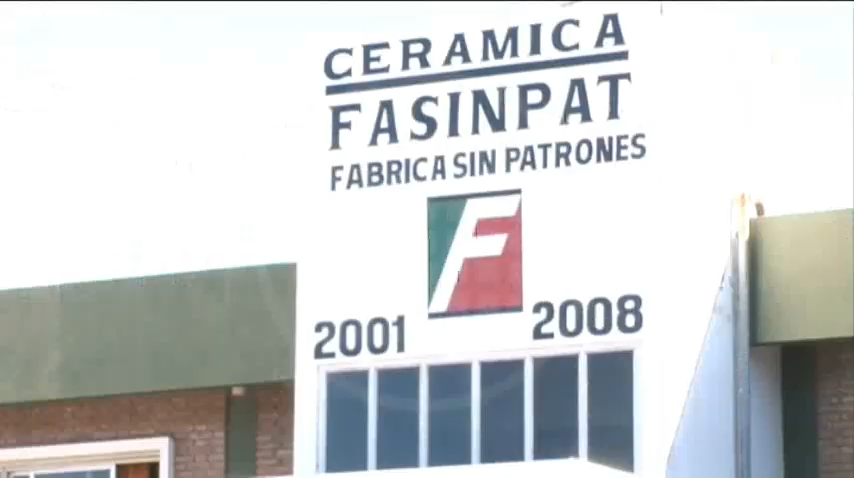 CERAMICA
FASINPAT
FABRICA SIN PATRONES
F
2001 2008